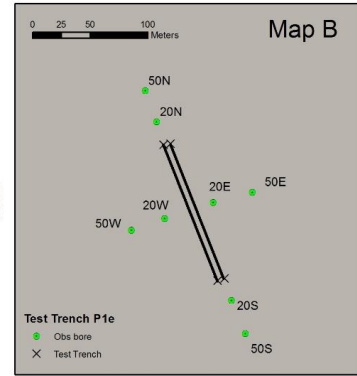 Map B
0 25 50 100
Meters
50N
20N
20E
50E
20W
50W
20S
50S
Test Trench P1e
Obs bore
Test Trench